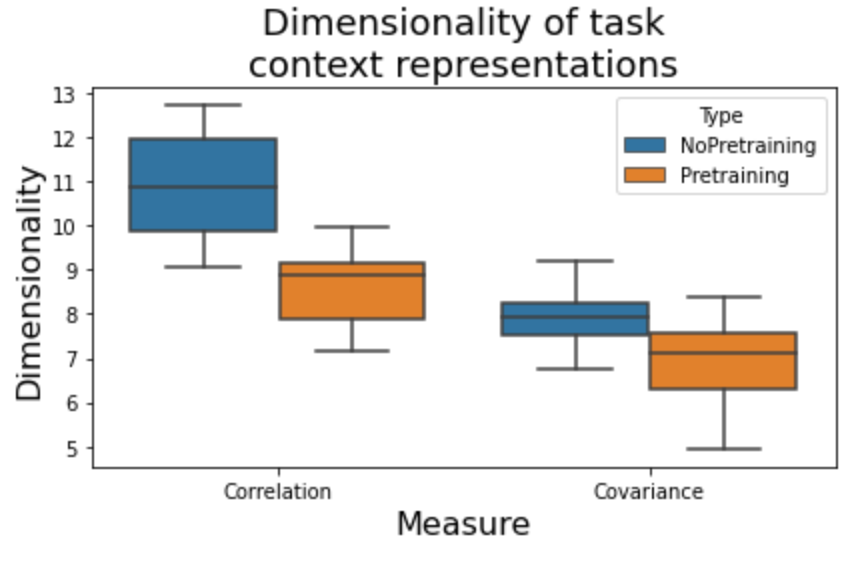 Dimensionality of task
context representations
Dimensionality
13
12
11
10
9
8
7
6
5
Type
NoPretraining
Pretraining
Correlation
Covariance
Measure